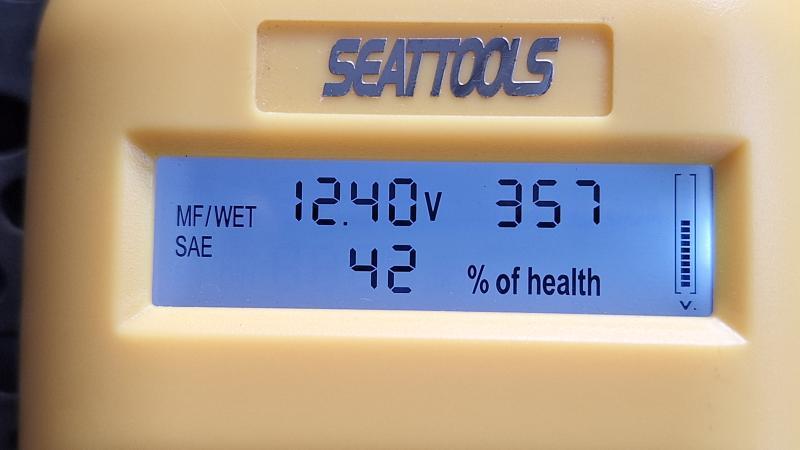 SEATTOOLS
MF/WET 12.40V 357
SAE 42 % of health
V.